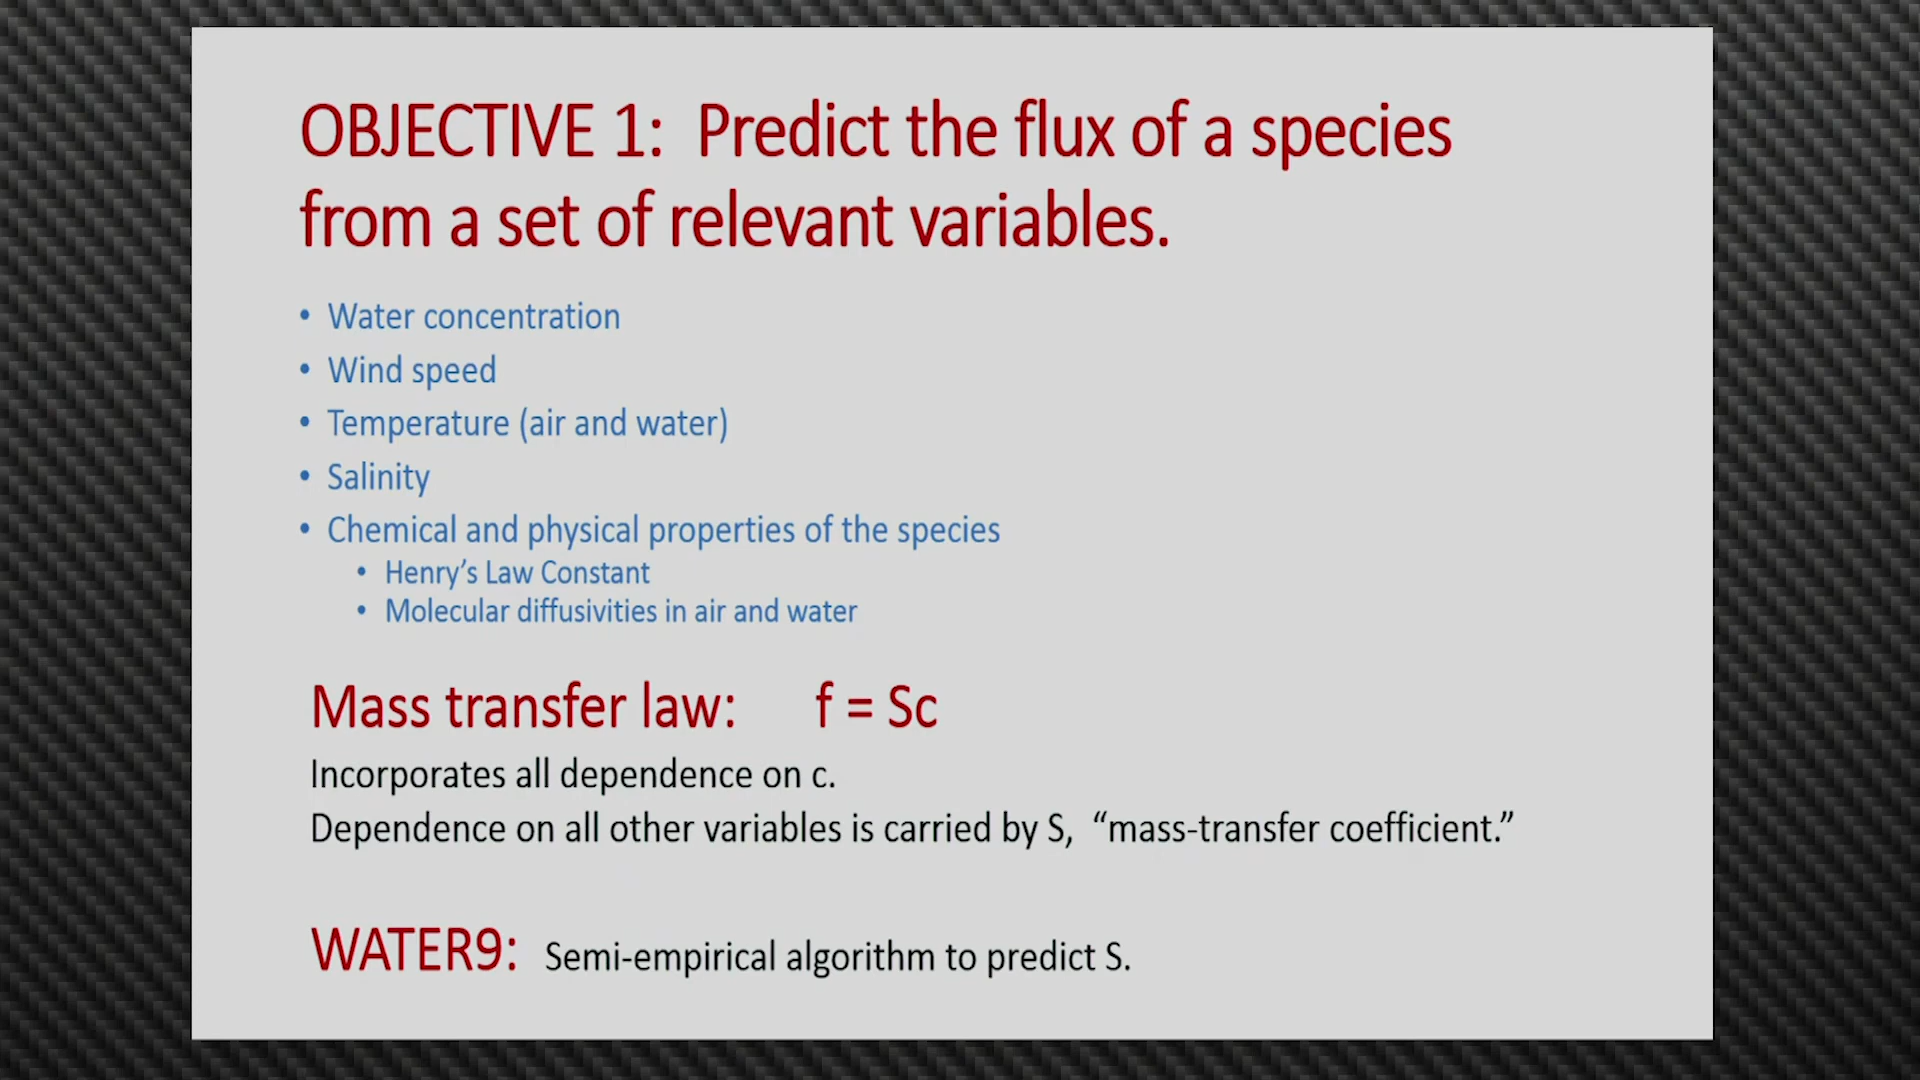 OBJECTIVE 1:  Predict the flux of a species
from a set of relevant variables.
• Water concentration
• Wind speed
• Temperature (air and water)
• Salinity
• Chemical and physical properties of the species
• Henry’s Law Constant
• Molecular diffusivities in air and water
Mass transfer law: f = Sc
Incorporates all dependence on c.
Dependence on all other variables is carried by S, “mass-transfer coefficient.”
WATER9: Semi-empirical algorithm to predict S.